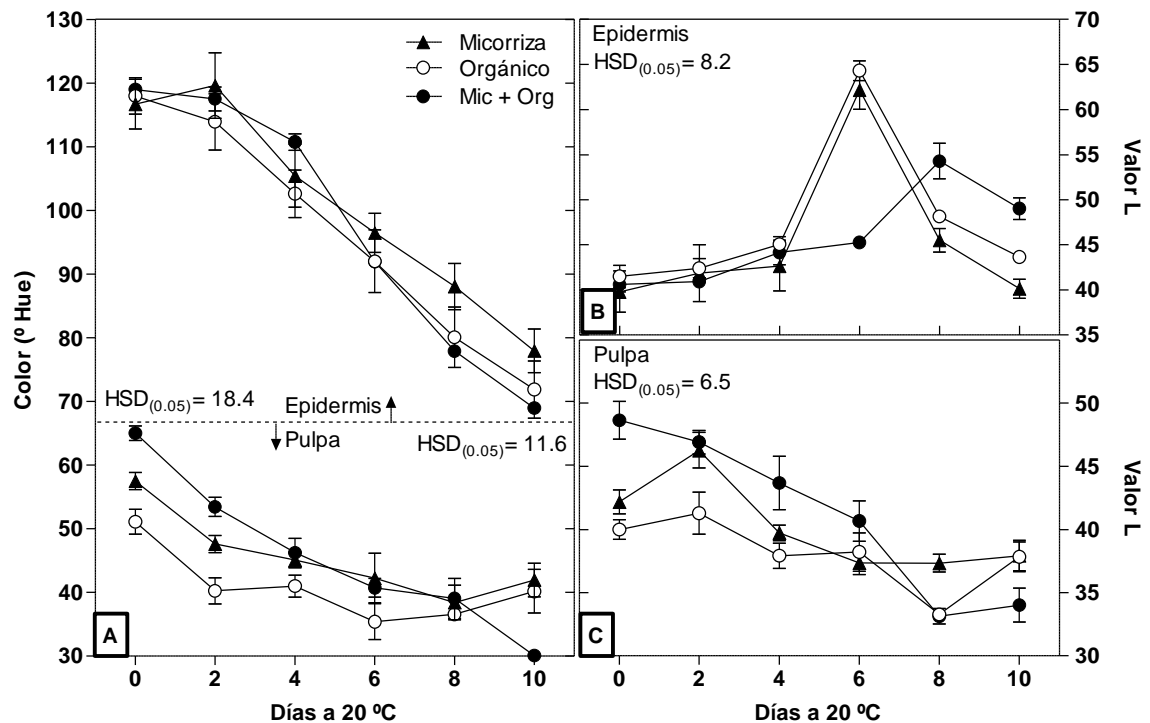 130
120
110
100
90
80
70
60
50
40
30
Color (º Hue)
Micorriza
Orgánico
Mic + Org
HSD(0.05)= 18.4
Epidermis
Pulpa
HSD(0.05)= 11.6
A
0 2 4 6 8 10
Días a 20 ºC
Epidermis
HSD(0.05)= 8.2
B
70
65
60
55
50
45
40
35
Valor L
Pulpa
HSD(0.05)= 6.5
C
50
45
40
35
30
Valor L
0 2 4 6 8 10
Días a 20 ºC